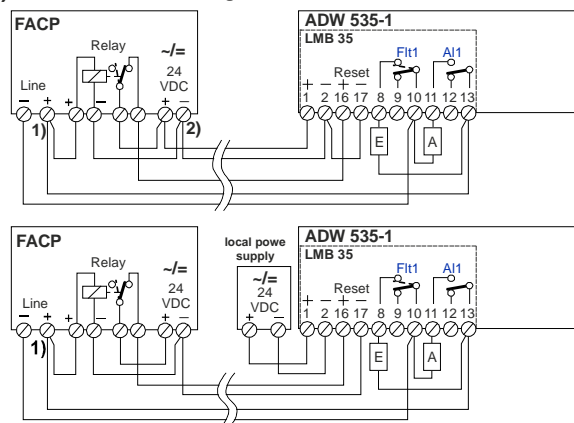 FACP
Relay
~/=
24
VDC
Line
– + + – + –
1)
2)
ADW 535-1
LMB 35
Flt1
Al1
Reset
+ – + –
1 2 16 17 8 9 10 11 12 13
E
A
FACP
Relay
~/=
24
VDC
Line
– + + – + –
1)
local powe
supply
~/=
24
VDC
+ –
ADW 535-1
LMB 35
Flt1
Al1
Reset
+ – + –
1 2 16 17 8 9 10 11 12 13
E
A